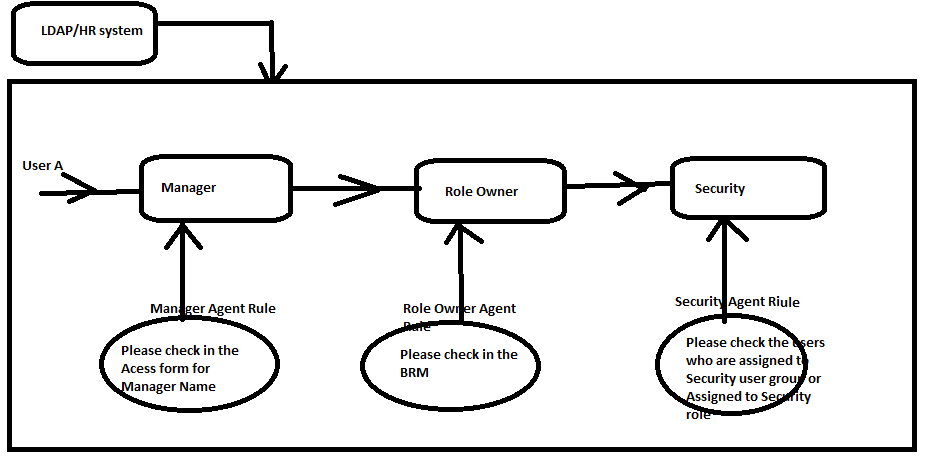 LDAP/HR system
User A
Manager
Role Owner
Security
Manager Agent Rule
Role Owner Agent
Rule
Security Agent Riule
Please check in the
Acess form for
Manager Name
Please check in the
BRM
Please check the users
who are assigned to
Security user group or
Assigned to Security
role